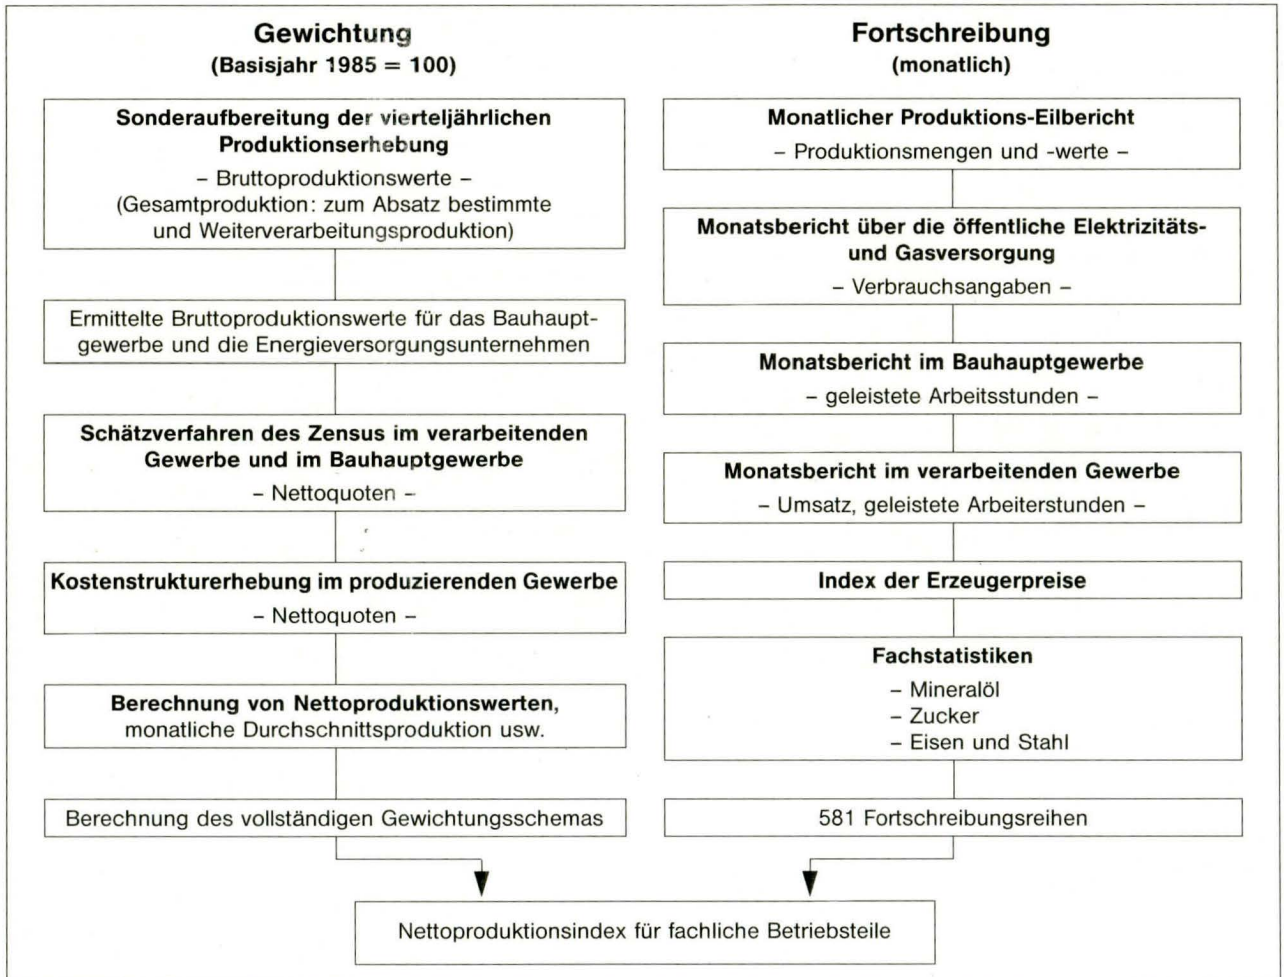 Gewichtung
(Basisjahr 1985 = 100)
Sonderaufbereitung der vierteljährlichen
Produktionserhebung
– Bruttoproduktionswerte –
(Gesamtproduktion: zum Absatz bestimmte
und Weiterverarbeitungsproduktion)
Ermittelte Bruttoproduktionswerte für das Bauhaupt-
gewerbe und die Energieversorgungsunternehmen
Schätzverfahren des Zensus im verarbeitenden
Gewerbe und im Bauhauptgewerbe
– Nettoquoten –
Kostenstrukturerhebung im produzierenden Gewerbe
– Nettoquoten –
Berechnung von Nettoproduktionswerten,
monatliche Durchschnittsproduktion usw.
Berechnung des vollständigen Gewichtungsschemas
Fortschreibung
(monatlich)
Monatlicher Produktions-Eilbericht
– Produktionsmengen und -werte –
Monatsbericht über die öffentliche Elektrizitäts-
und Gasversorgung
– Verbrauchsangaben –
Monatsbericht im Bauhauptgewerbe
– geleistete Arbeitsstunden –
Monatsbericht im verarbeitenden Gewerbe
– Umsatz, geleistete Arbeiterstunden –
Index der Erzeugerpreise
Fachstatistiken
– Mineralöl
– Zucker
– Eisen und Stahl
581 Fortschreibungsreihen
Nettoproduktionsindex für fachliche Betriebsteile